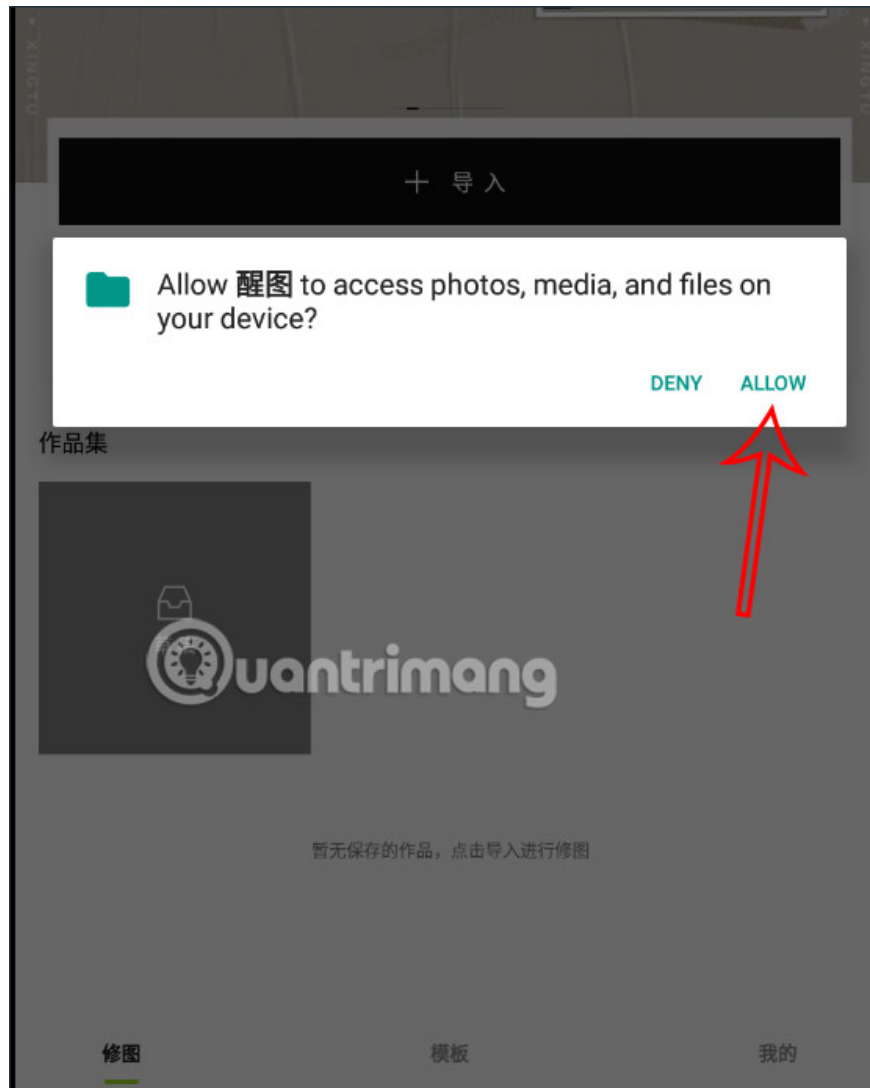 XINGTU
XINGTU
导入
Allow 醒图 to access photos, media, and files on
your device?
DENY ALLOW
作品集
Quantrimang
暂无保存的作品，点击导入进行修图
修图 模板 我的